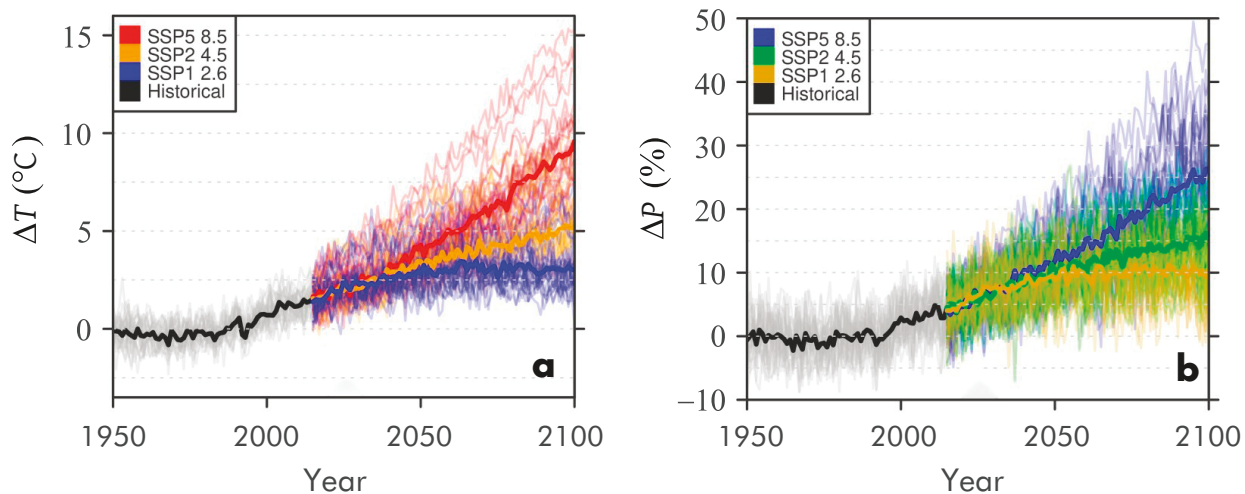 15
10
5
0
ΔT (°C)
SSP5 8.5
SSP2 4.5
SSP1 2.6
Historical
a
1950
2000
2050
2100
Year
50
40
30
20
10
0
−10
ΔP (%)
SSP5 8.5
SSP2 4.5
SSP1 2.6
Historical
b
1950
2000
2050
2100
Year